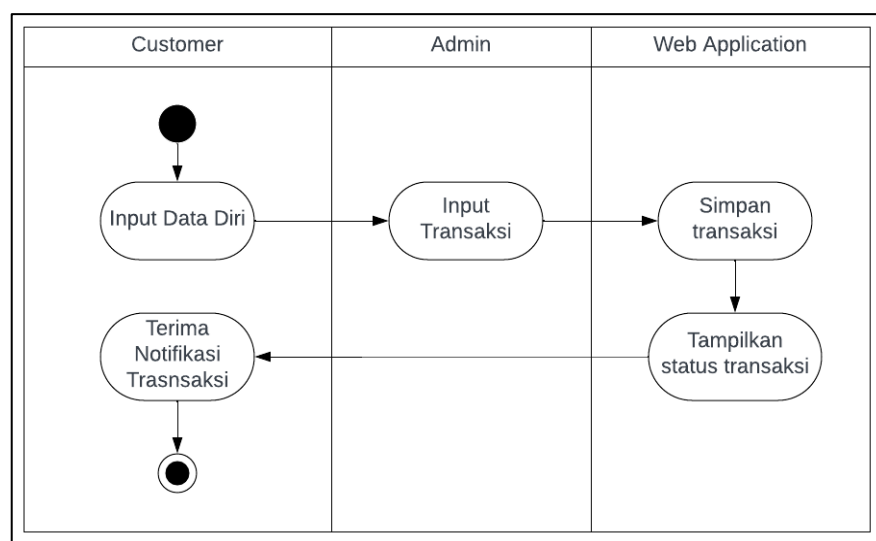 Customer
Admin
Web Application
Input Data Diri
Input
Transaksi
Simpan
transaksi
Terima
Notifikasi
Trasnsaksi
Tampilkan
status transaksi